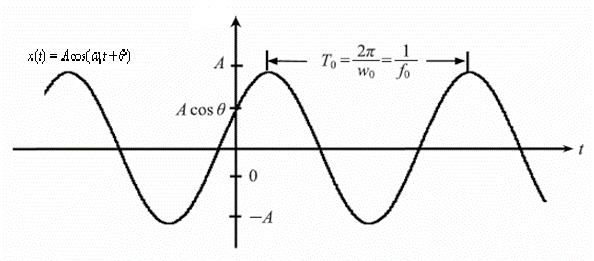 x(t) = A cos(ω₀t + θ)
A
T₀ = 2π/w₀ = 1/f₀
A cos θ
t
0
−A